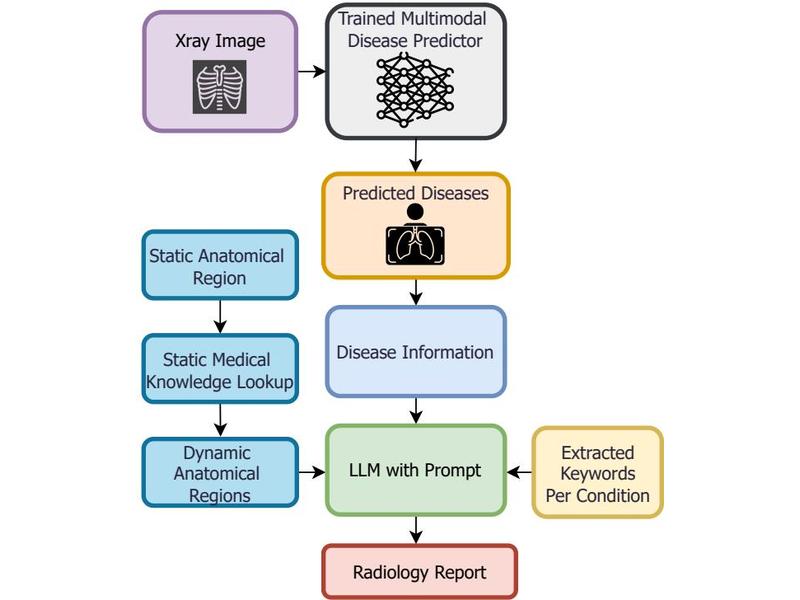 Xray Image
Trained Multimodal
Disease Predictor
Predicted Diseases
Static Anatomical
Region
Static Medical
Knowledge Lookup
Dynamic
Anatomical
Regions
Disease Information
LLM with Prompt
Extracted
Keywords
Per Condition
Radiology Report